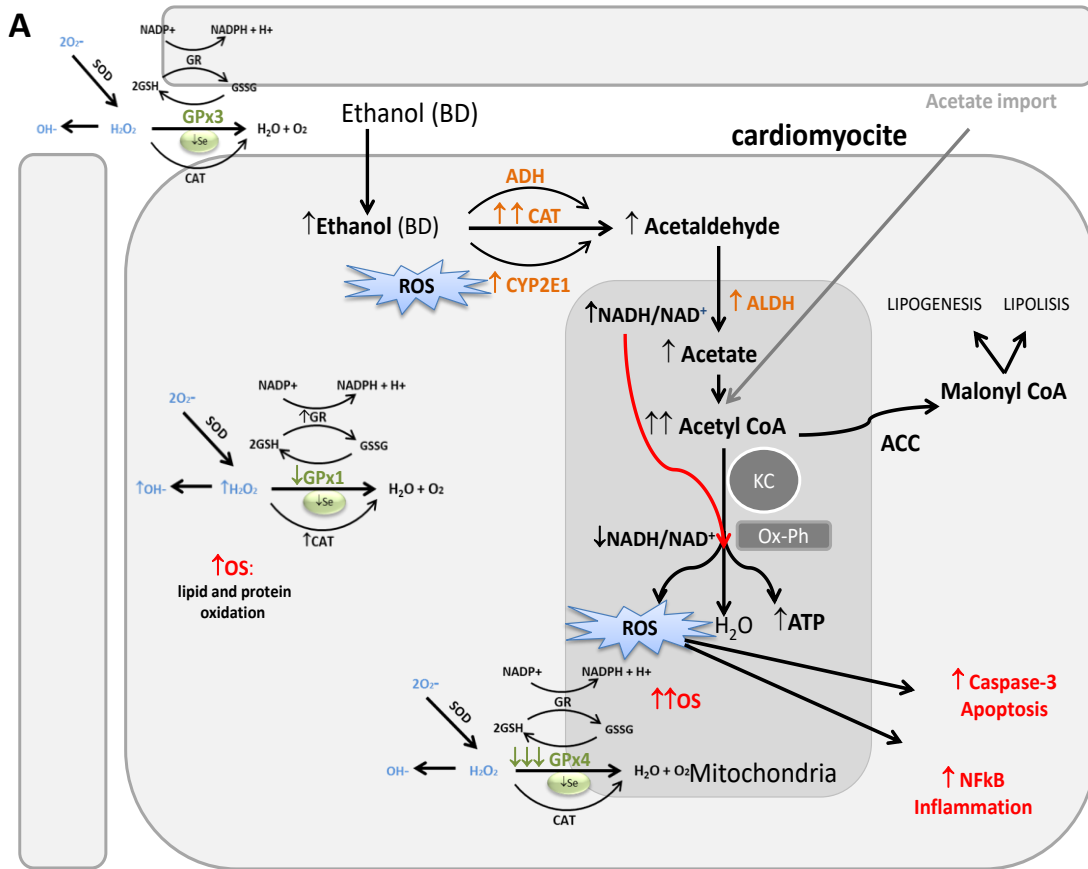 A
NADP+ NADPH + H+
2O₂- SOD GR
2GSH GSSG
GPx3
OH- H₂O₂ ↓Se H₂O + O₂
CAT
Ethanol (BD)
Acetate import
cardiomyocite
ADH
↑Ethanol (BD) ↑↑ CAT ↑ Acetaldehyde
ROS ↑ CYP2E1
↑NADH/NAD⁺ ↑ ALDH
LIPOGENESIS LIPOLISIS
↑ Acetate
Malonyl CoA
↑↑ Acetyl CoA
ACC
KC
↓NADH/NAD⁺ Ox-Ph
ROS H₂O ↑ATP
NADP+ NADPH + H+
2O₂- SOD ↑GR
2GSH GSSG
↓GPx1
↑OH- ↑H₂O₂ ↓Se H₂O + O₂
↑CAT
↑OS:
lipid and protein
oxidation
NADP+ NADPH + H+
2O₂- SOD GR
2GSH GSSG
↓↓↓ GPx4
OH- H₂O₂ ↓Se H₂O + O₂
CAT
↑↑OS
Mitochondria
↑ Caspase-3
Apoptosis
↑ NFkB
Inflammation